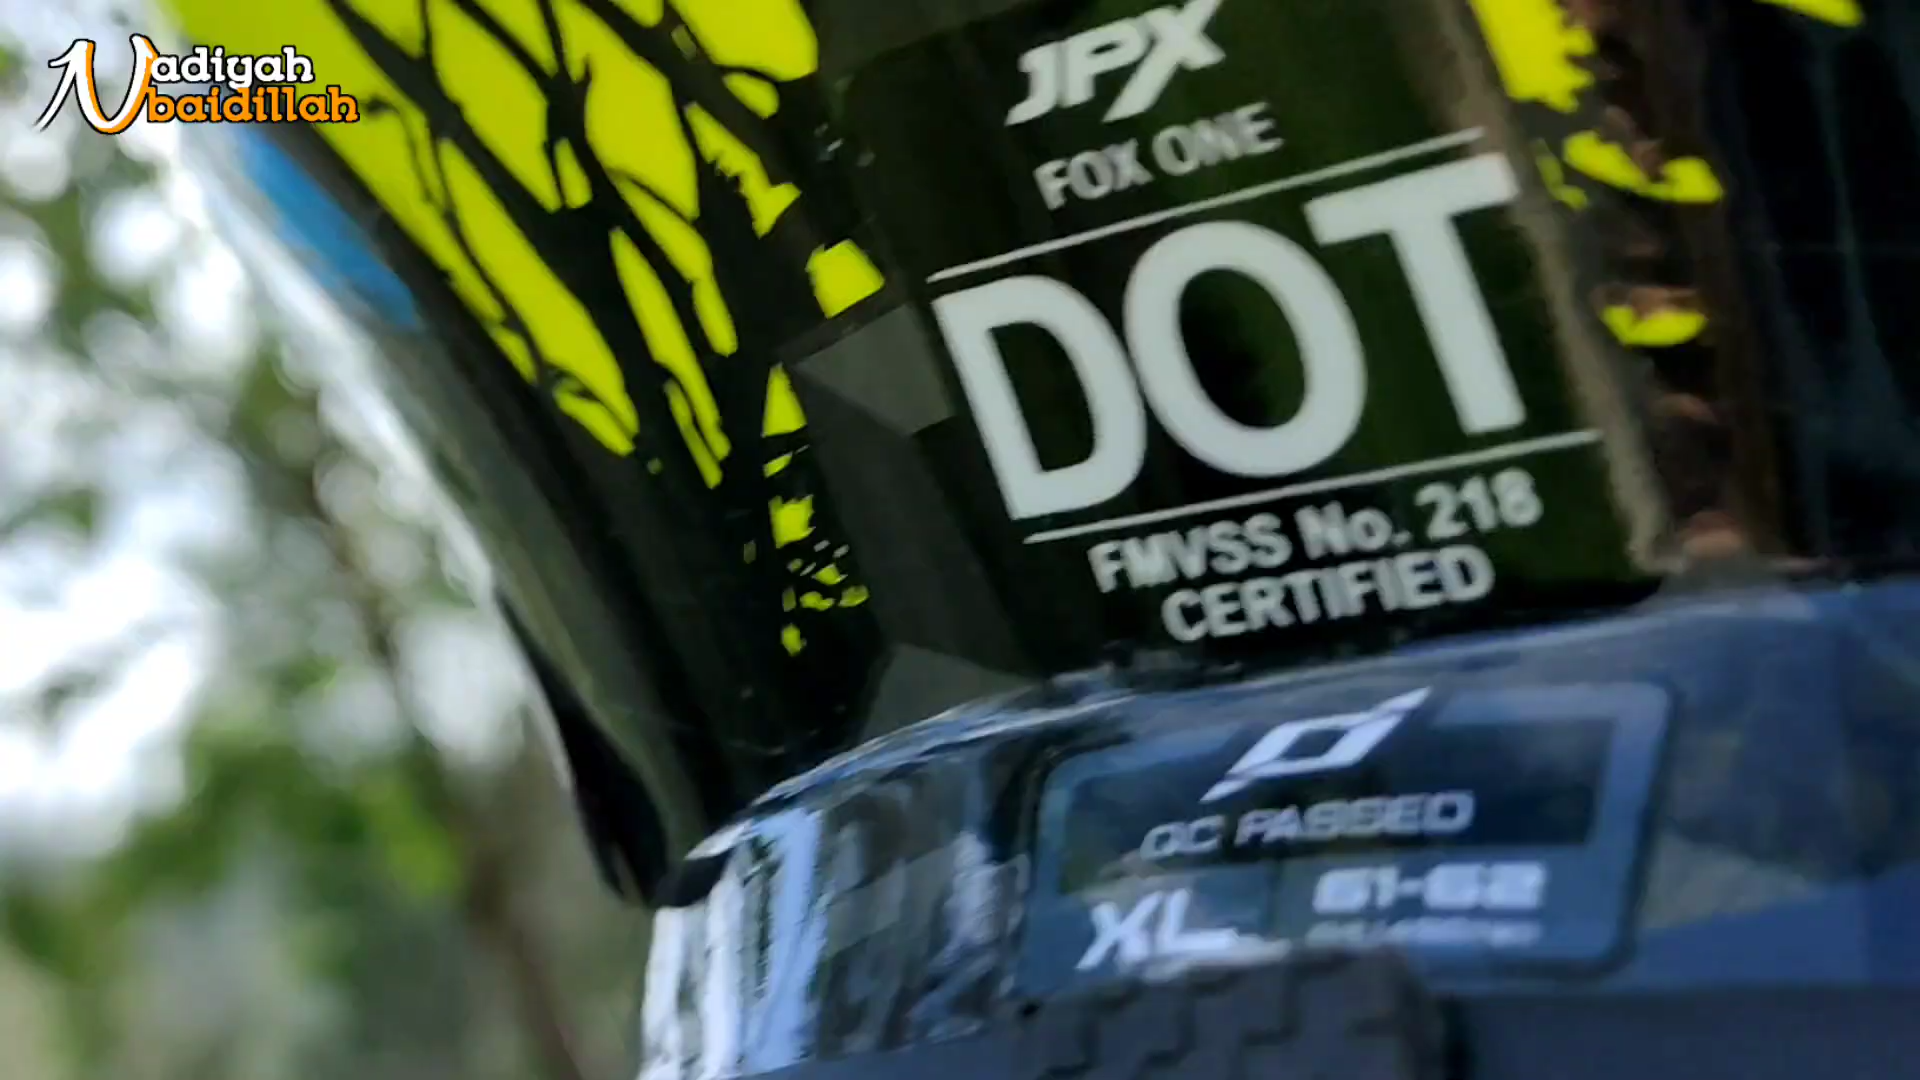 Nadiyah
Ubaidillah
JPX
FOX ONE
DOT
FMVSS No. 218
CERTIFIED
QC PASSED
XL
61-62